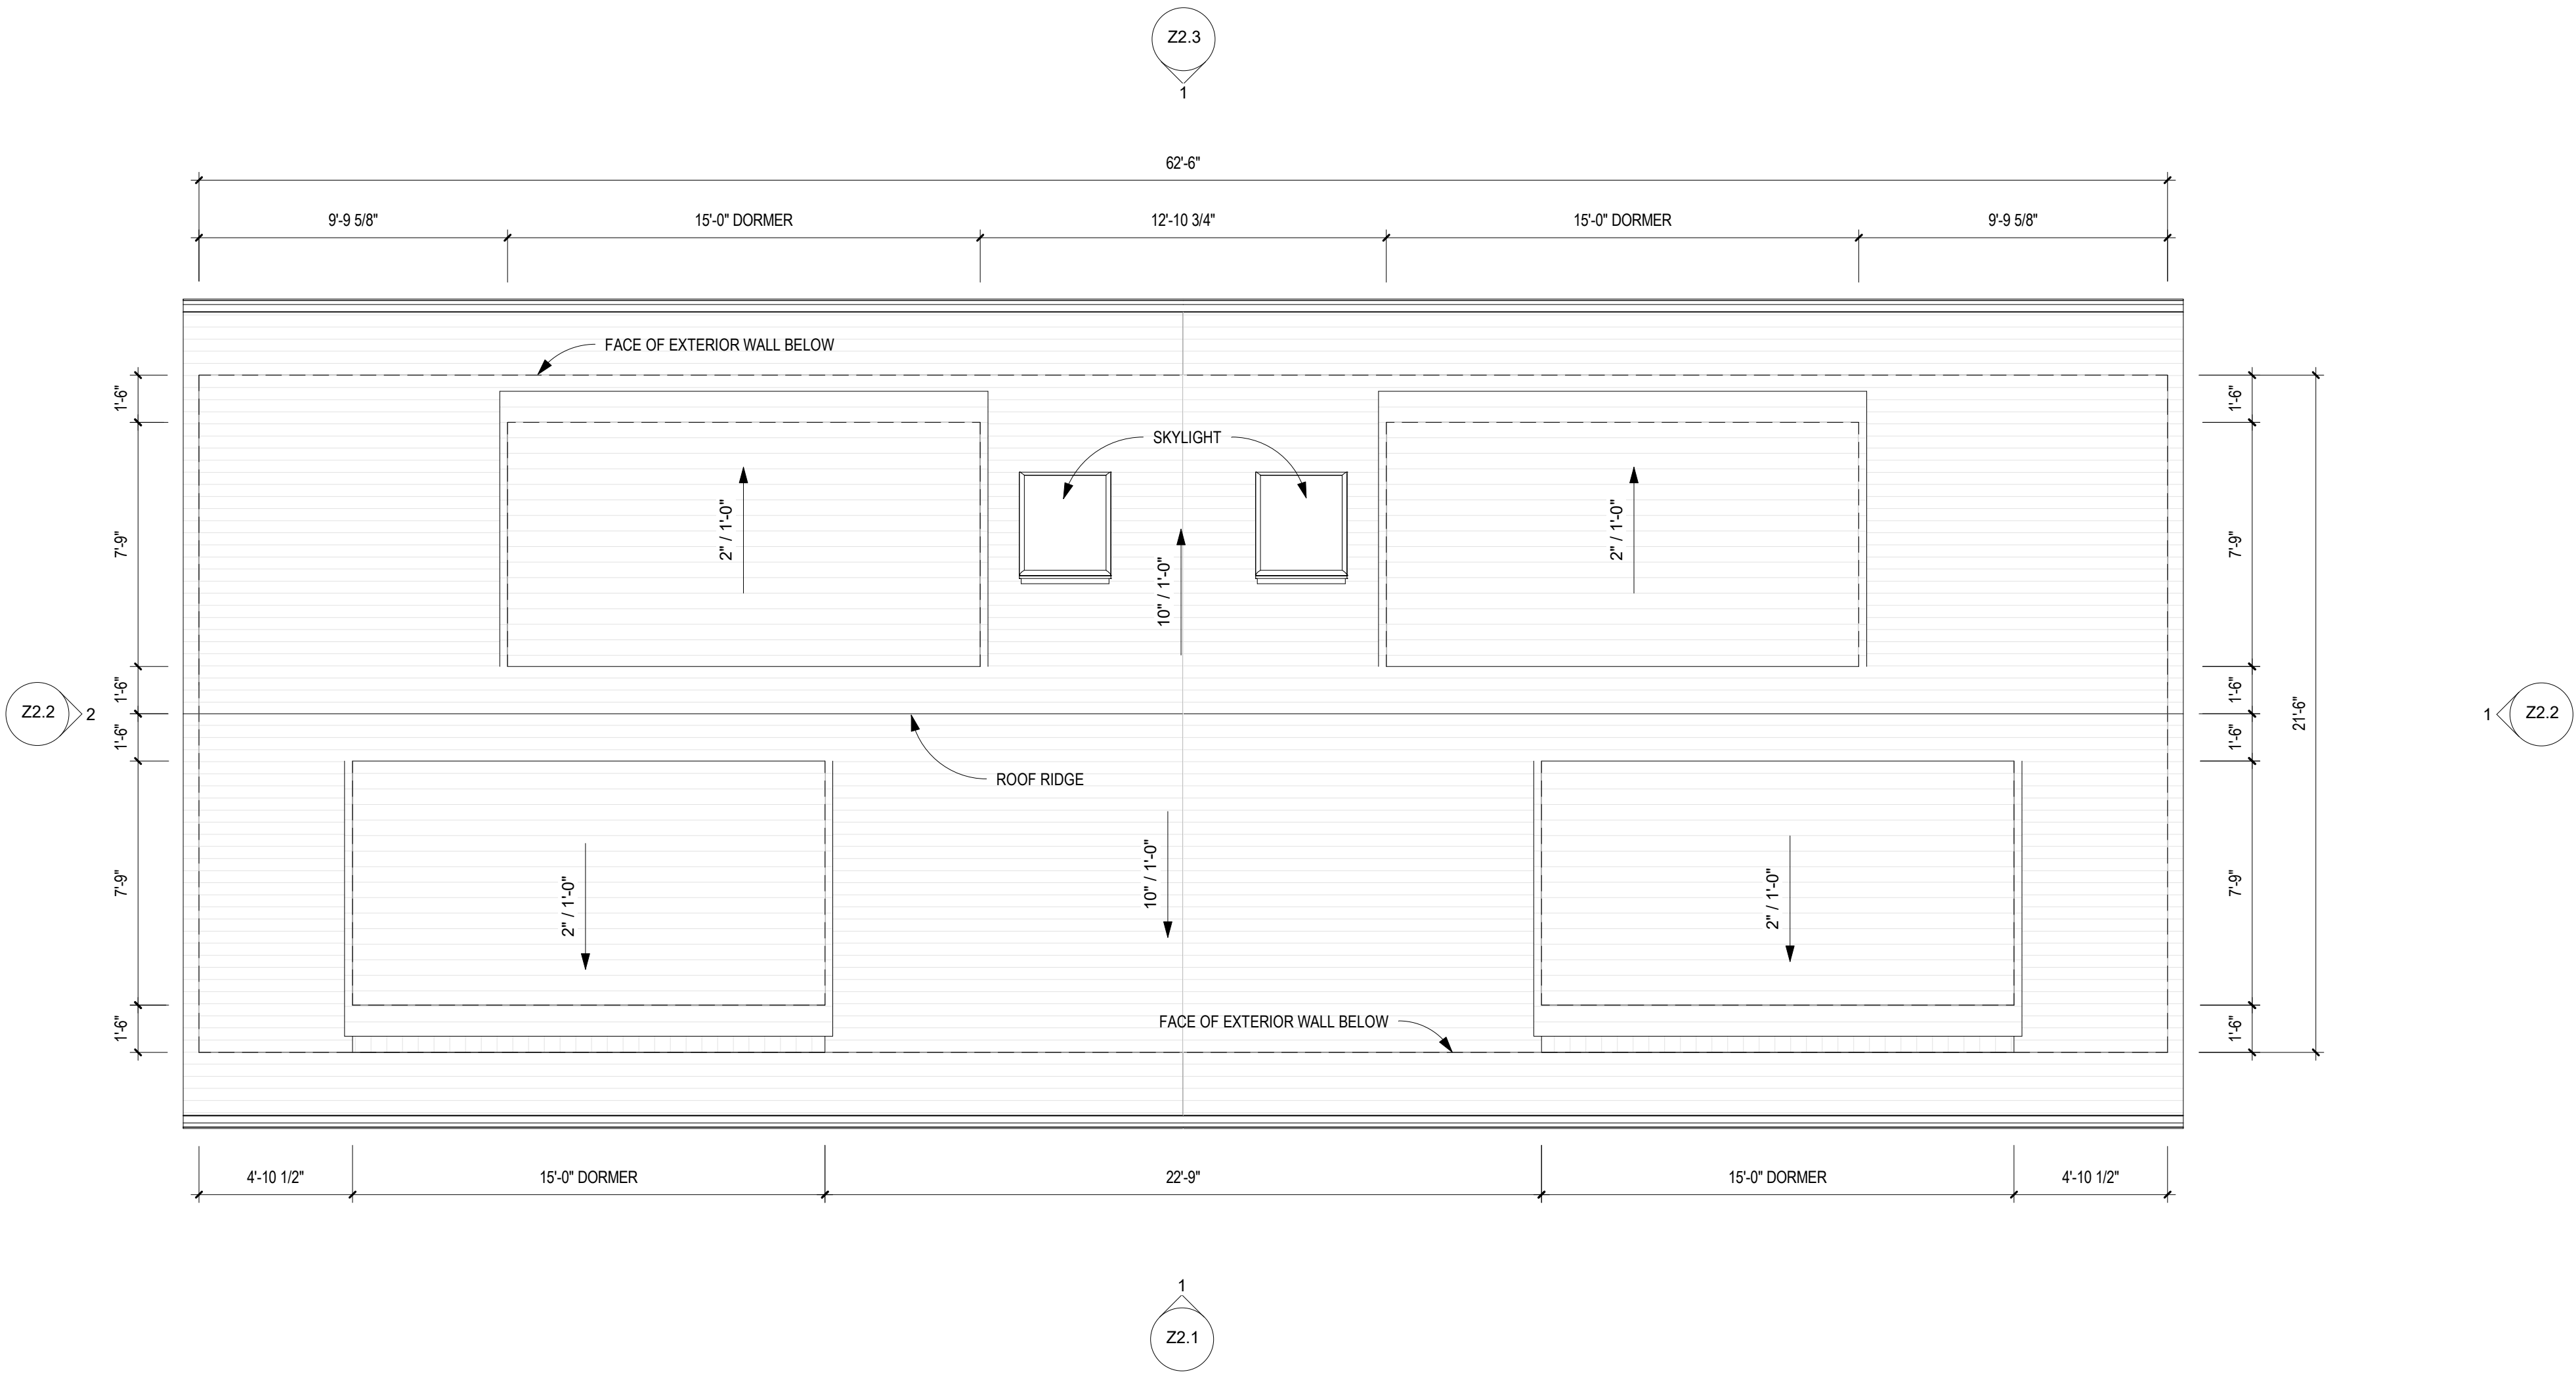 Z2.3
1
62'-6"
9'-9 5/8"
15'-0" DORMER
12'-10 3/4"
15'-0" DORMER
9'-9 5/8"
FACE OF EXTERIOR WALL BELOW
1'-6"
1'-6"
SKYLIGHT
2" / 1'-0"
2" / 1'-0"
7'-9"
7'-9"
10" / 1'-0"
1'-6"
1'-6"
Z2.2
2
21'-6"
1
Z2.2
1'-6"
1'-6"
ROOF RIDGE
7'-9"
2" / 1'-0"
10" / 1'-0"
2" / 1'-0"
7'-9"
1'-6"
FACE OF EXTERIOR WALL BELOW
1'-6"
4'-10 1/2"
15'-0" DORMER
22'-9"
15'-0" DORMER
4'-10 1/2"
1
Z2.1